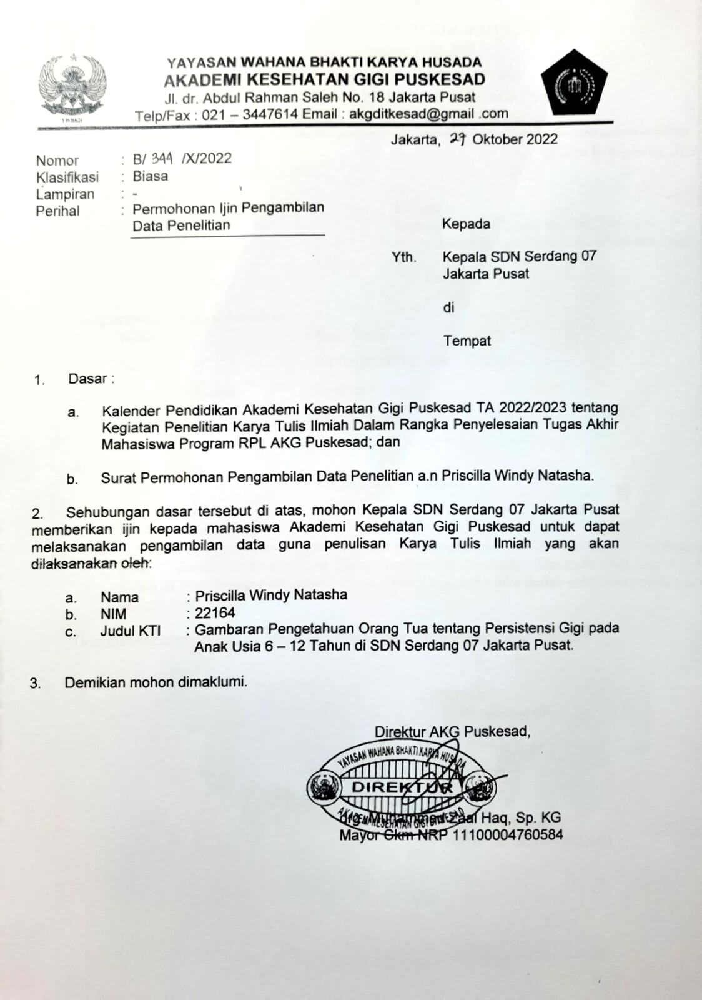 YAYASAN WAHANA BHAKTI KARYA HUSADA
AKADEMI KESEHATAN GIGI PUSKESAD
Jl. dr. Abdul Rahman Saleh No. 18 Jakarta Pusat
Telp/Fax : 021 – 3447614 Email : akgditkesad@gmail .com
YWBKH
Jakarta, 27 Oktober 2022
Nomor : B/ 344 /X/2022
Klasifikasi : Biasa
Lampiran : -
Perihal : Permohonan Ijin Pengambilan
Data Penelitian
Kepada
Yth. Kepala SDN Serdang 07
Jakarta Pusat
di
Tempat
1. Dasar :
a. Kalender Pendidikan Akademi Kesehatan Gigi Puskesad TA 2022/2023 tentang
Kegiatan Penelitian Karya Tulis Ilmiah Dalam Rangka Penyelesaian Tugas Akhir
Mahasiswa Program RPL AKG Puskesad; dan
b. Surat Permohonan Pengambilan Data Penelitian a.n Priscilla Windy Natasha.
2. Sehubungan dasar tersebut di atas, mohon Kepala SDN Serdang 07 Jakarta Pusat
memberikan ijin kepada mahasiswa Akademi Kesehatan Gigi Puskesad untuk dapat
melaksanakan pengambilan data guna penulisan Karya Tulis Ilmiah yang akan
dilaksanakan oleh:
a. Nama : Priscilla Windy Natasha
b. NIM : 22164
c. Judul KTI : Gambaran Pengetahuan Orang Tua tentang Persistensi Gigi pada
Anak Usia 6 – 12 Tahun di SDN Serdang 07 Jakarta Pusat.
3. Demikian mohon dimaklumi.
Direktur AKG Puskesad,
YAYASAN WAHANA BHAKTI KARYA HUSADA
DIREKTUR
AKADEMI KESEHATAN GIGI PUSKESAD
drg. Muhammad Zaal Haq, Sp. KG
Mayor Ckm NRP 11100004760584